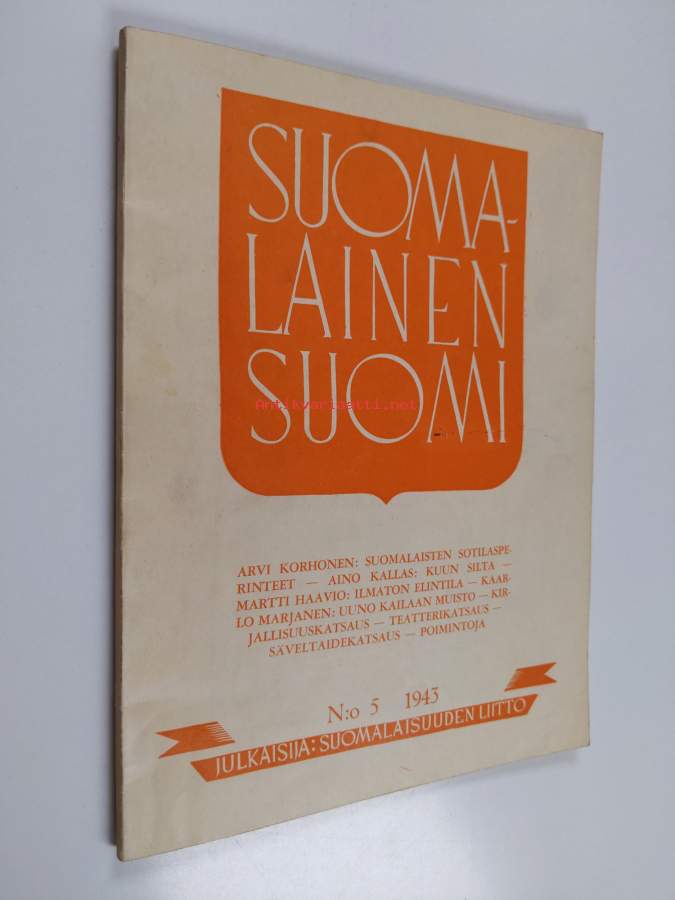 SUOMA-
LAINEN
SUOMI
Antikvariaatti.net
ARVI KORHONEN: SUOMALAISTEN SOTILASPE-
RINTEET — AINO KALLAS: KUUN SILTA —
MARTTI HAAVIO: ILMATON ELINTILA — KAAR-
LO MARJANEN: UUNO KAILAAN MUISTO — KIR-
JALLISUUSKATSAUS — TEATTERIKATSAUS —
SÄVELTAIDEKATSAUS — POIMINTOJA
N:o 5 1943
JULKAISIJA: SUOMALAISUUDEN LIITTO